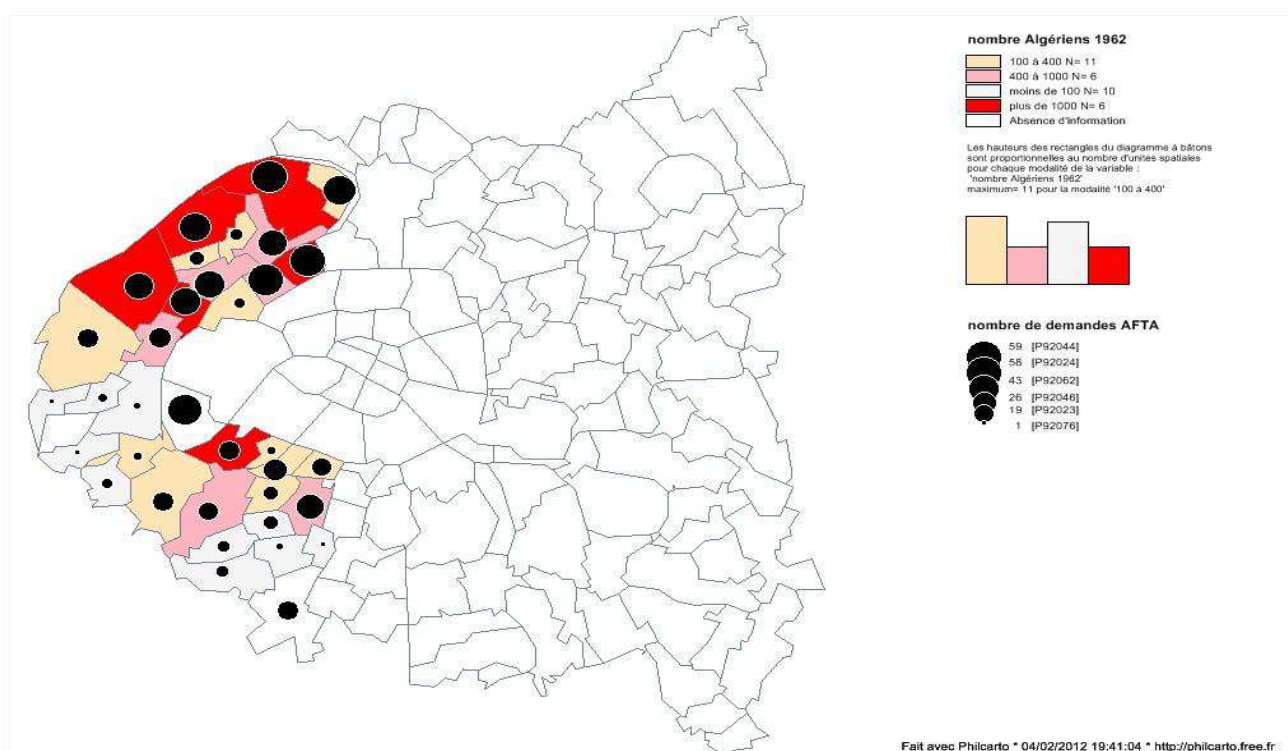 nombre Algériens 1962
100 à 400 N= 11
400 à 1000 N= 6
moins de 100 N= 10
plus de 1000 N= 6
Absence d'information
Les hauteurs des rectangles du diagramme à bâtons
sont proportionnelles au nombre d'unites spatiales
pour chaque modalité de la variable :
'nombre Algériens 1962'
maximum= 11 pour la modalité '100 à 400'
nombre de demandes AFTA
59 [P92044]
58 [P92024]
43 [P92062]
26 [P92046]
19 [P92023]
1 [P92076]
Fait avec Philcarto * 04/02/2012 19:41:04 * http://philcarto.free.fr